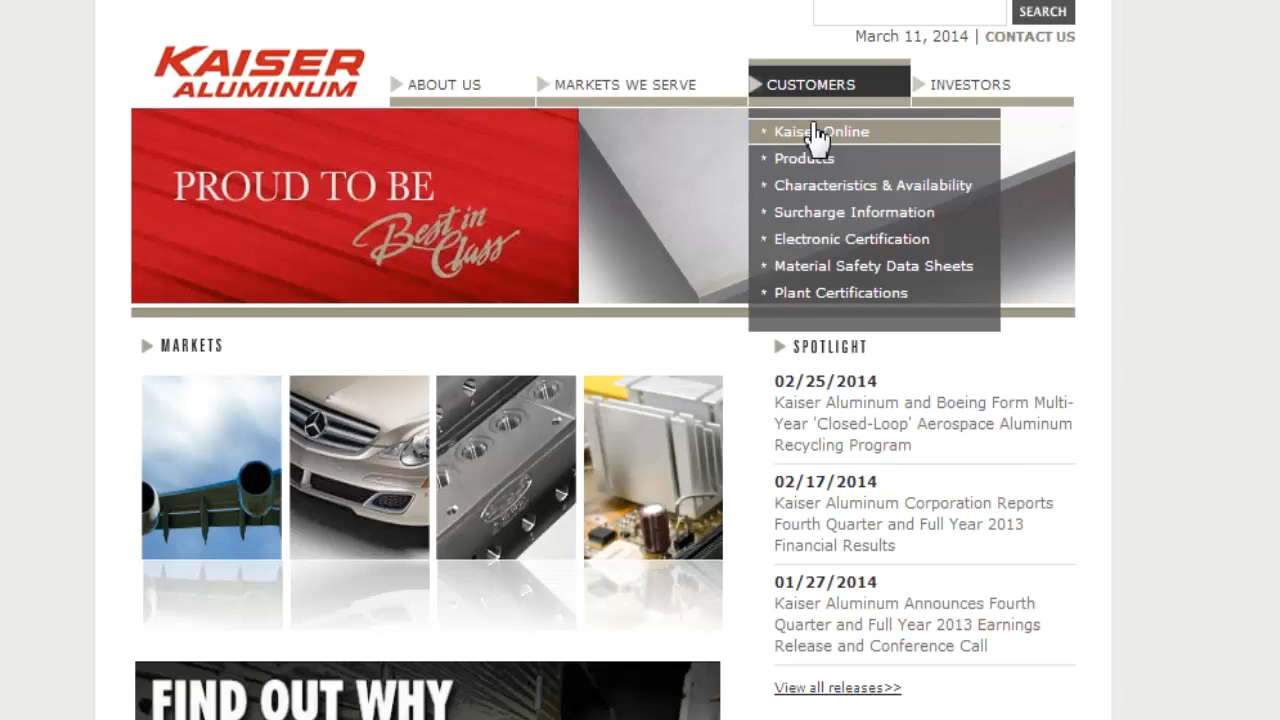 SEARCH
March 11, 2014 | CONTACT US
KAISER
ALUMINUM
ABOUT US
MARKETS WE SERVE
CUSTOMERS
INVESTORS
* Kaiser Online
* Products
* Characteristics & Availability
* Surcharge Information
* Electronic Certification
* Material Safety Data Sheets
* Plant Certifications
PROUD TO BE
Best in
Class
MARKETS
SPOTLIGHT
02/25/2014
Kaiser Aluminum and Boeing Form Multi-
Year 'Closed-Loop' Aerospace Aluminum
Recycling Program
02/17/2014
Kaiser Aluminum Corporation Reports
Fourth Quarter and Full Year 2013
Financial Results
01/27/2014
Kaiser Aluminum Announces Fourth
Quarter and Full Year 2013 Earnings
Release and Conference Call
View all releases>>
FIND OUT WHY